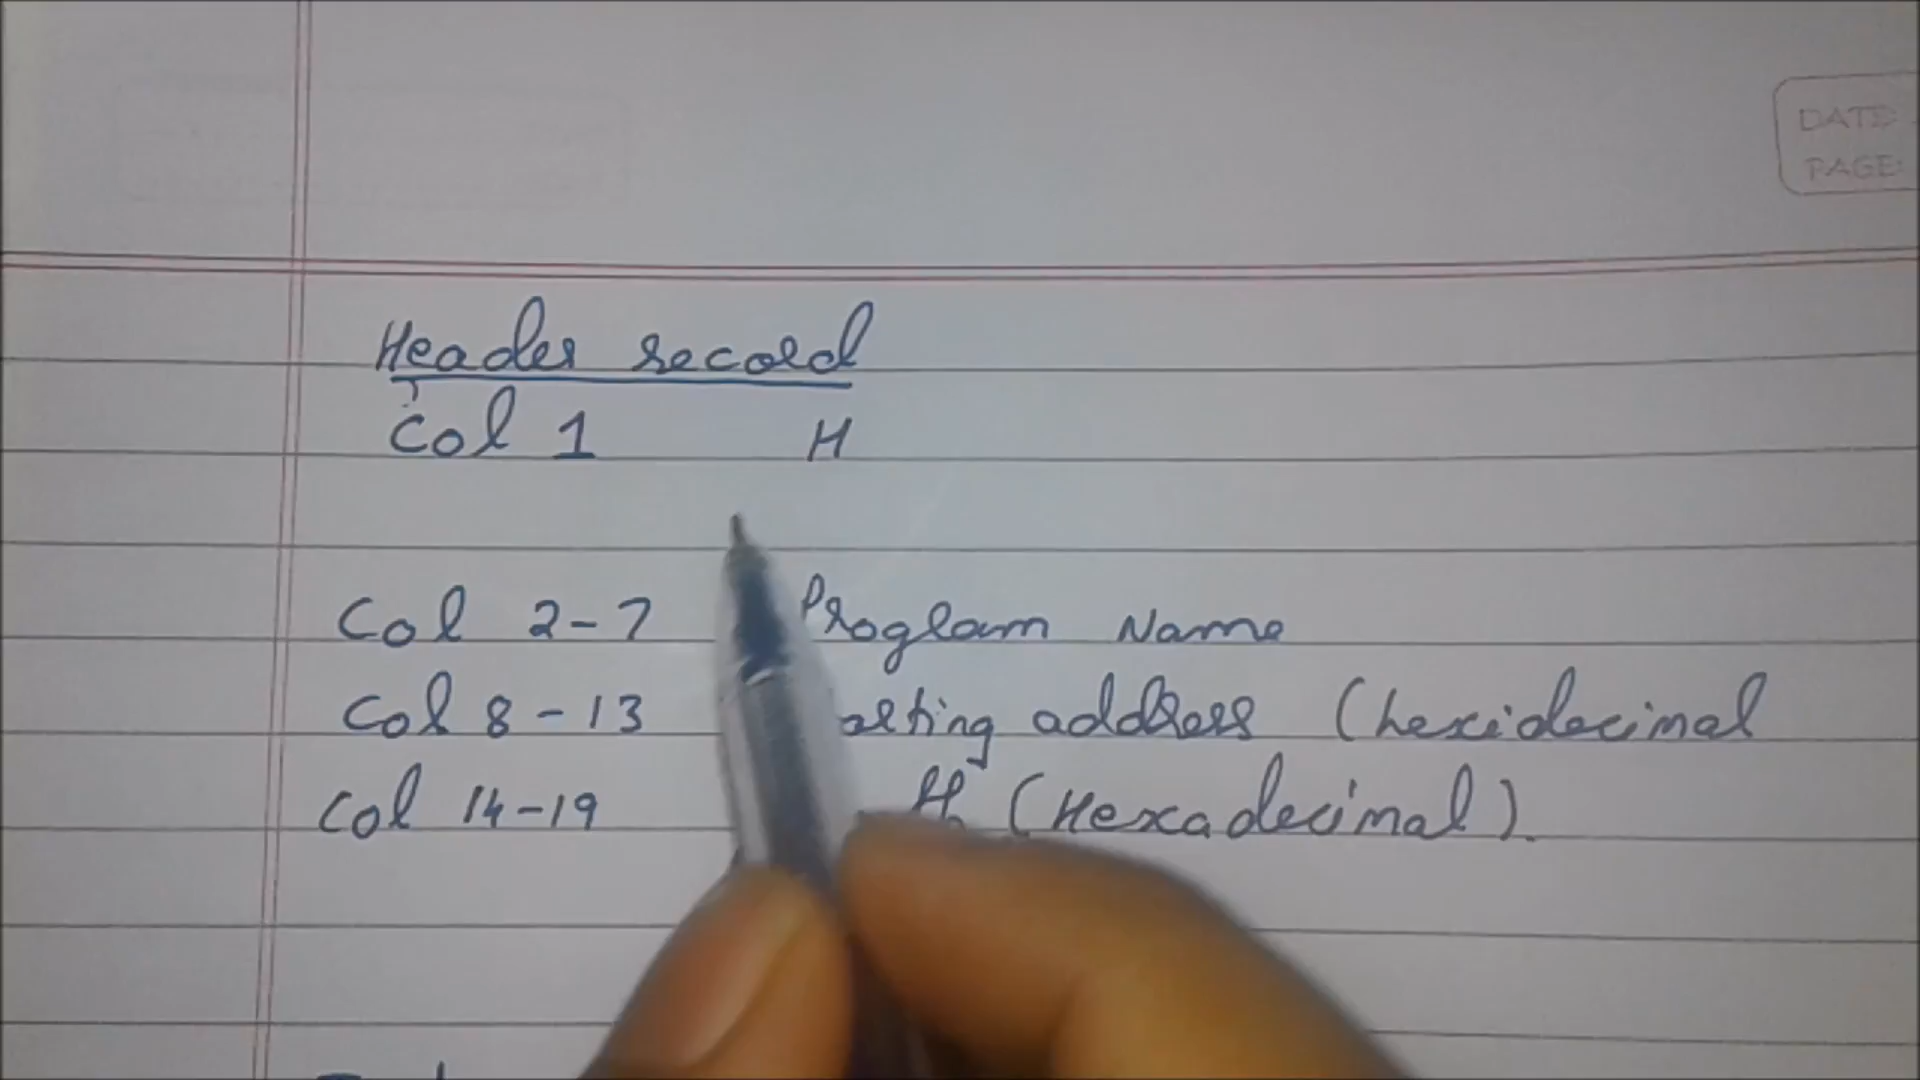 DATE
PAGE:
Header record
Col 1 H
Col 2-7 Program Name
Col 8-13 address (hexidecimal
Col 14-19 (Hexadecimal).